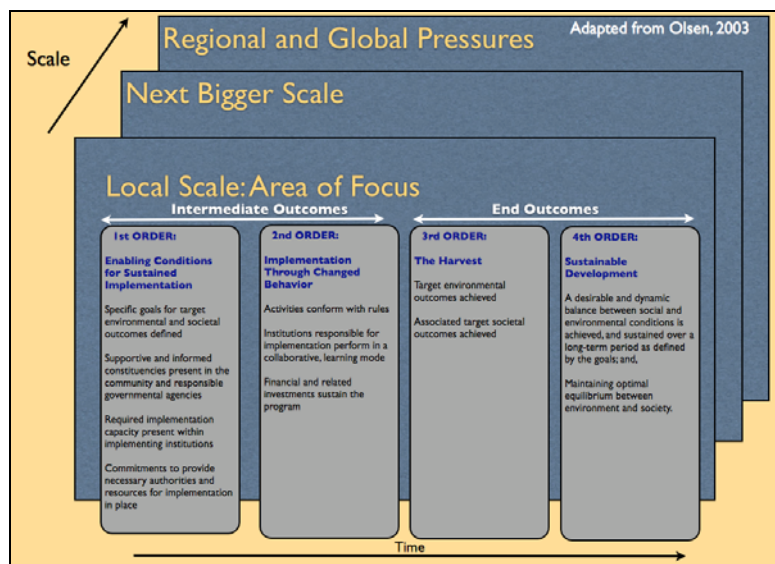 Scale
Regional and Global Pressures
Adapted from Olsen, 2003
Next Bigger Scale
Local Scale: Area of Focus
Intermediate Outcomes
End Outcomes
1st ORDER:
Enabling Conditions
for Sustained
Implementation
Specific goals for target
environmental and societal
outcomes defined
Supportive and informed
constituencies present in the
community and responsible
governmental agencies
Required implementation
capacity present within
implementing institutions
Commitments to provide
necessary authorities and
resources for implementation
in place
2nd ORDER:
Implementation
Through Changed
Behavior
Activities conform with rules
Institutions responsible for
implementation perform in a
collaborative, learning mode
Financial and related
investments sustain the
program
3rd ORDER:
The Harvest
Target environmental
outcomes achieved
Associated target societal
outcomes achieved
4th ORDER:
Sustainable
Development
A desirable and dynamic
balance between social and
environmental conditions is
achieved, and sustained over
a long-term period as defined
by the goals; and,
Maintaining optimal
equilibrium between
environment and society.
Time